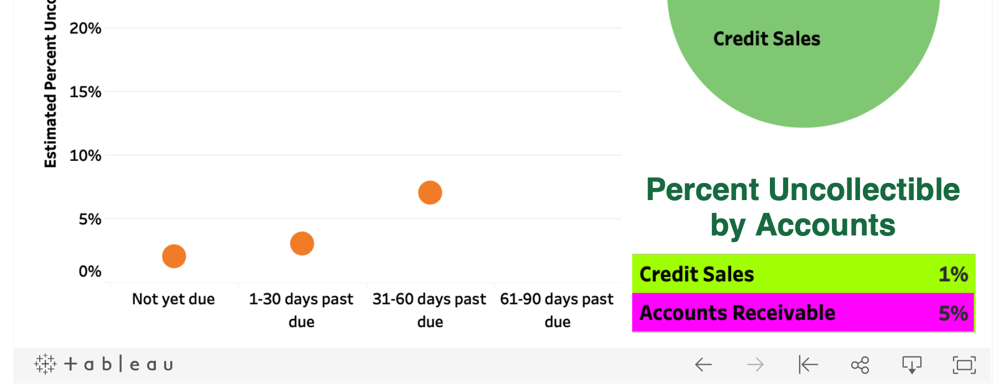 Estimated Percent
20%
15%
10%
5%
0%
Not yet due
1-30 days past
due
31-60 days past
due
61-90 days past
due
Credit Sales
Percent Uncollectible
by Accounts
Credit Sales 1%
Accounts Receivable 5%
+ableau